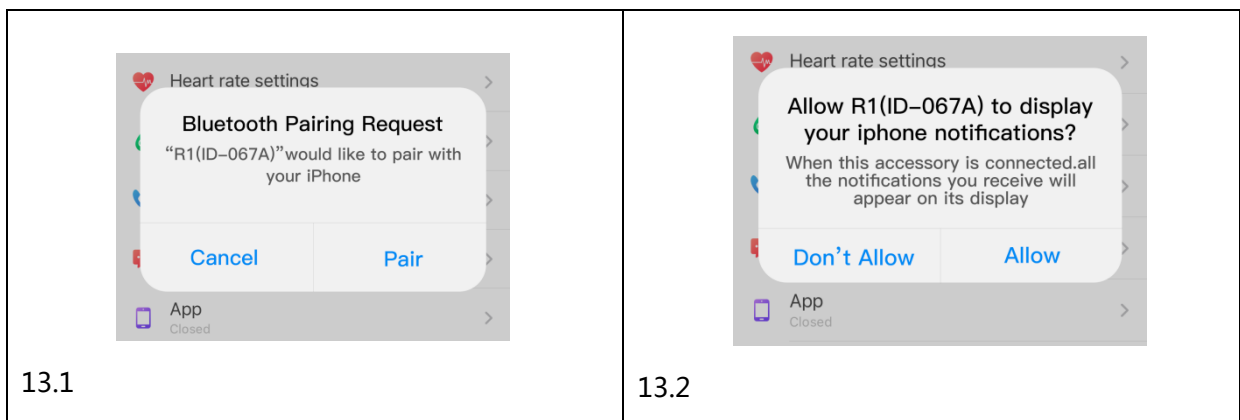 Heart rate settings
Bluetooth Pairing Request
“R1(ID-067A)”would like to pair with
your iPhone
Cancel
Pair
App
Closed
13.1
Heart rate settings
Allow R1(ID-067A) to display
your iphone notifications?
When this accessory is connected.all
the notifications you receive will
appear on its display
Don’t Allow
Allow
App
Closed
13.2